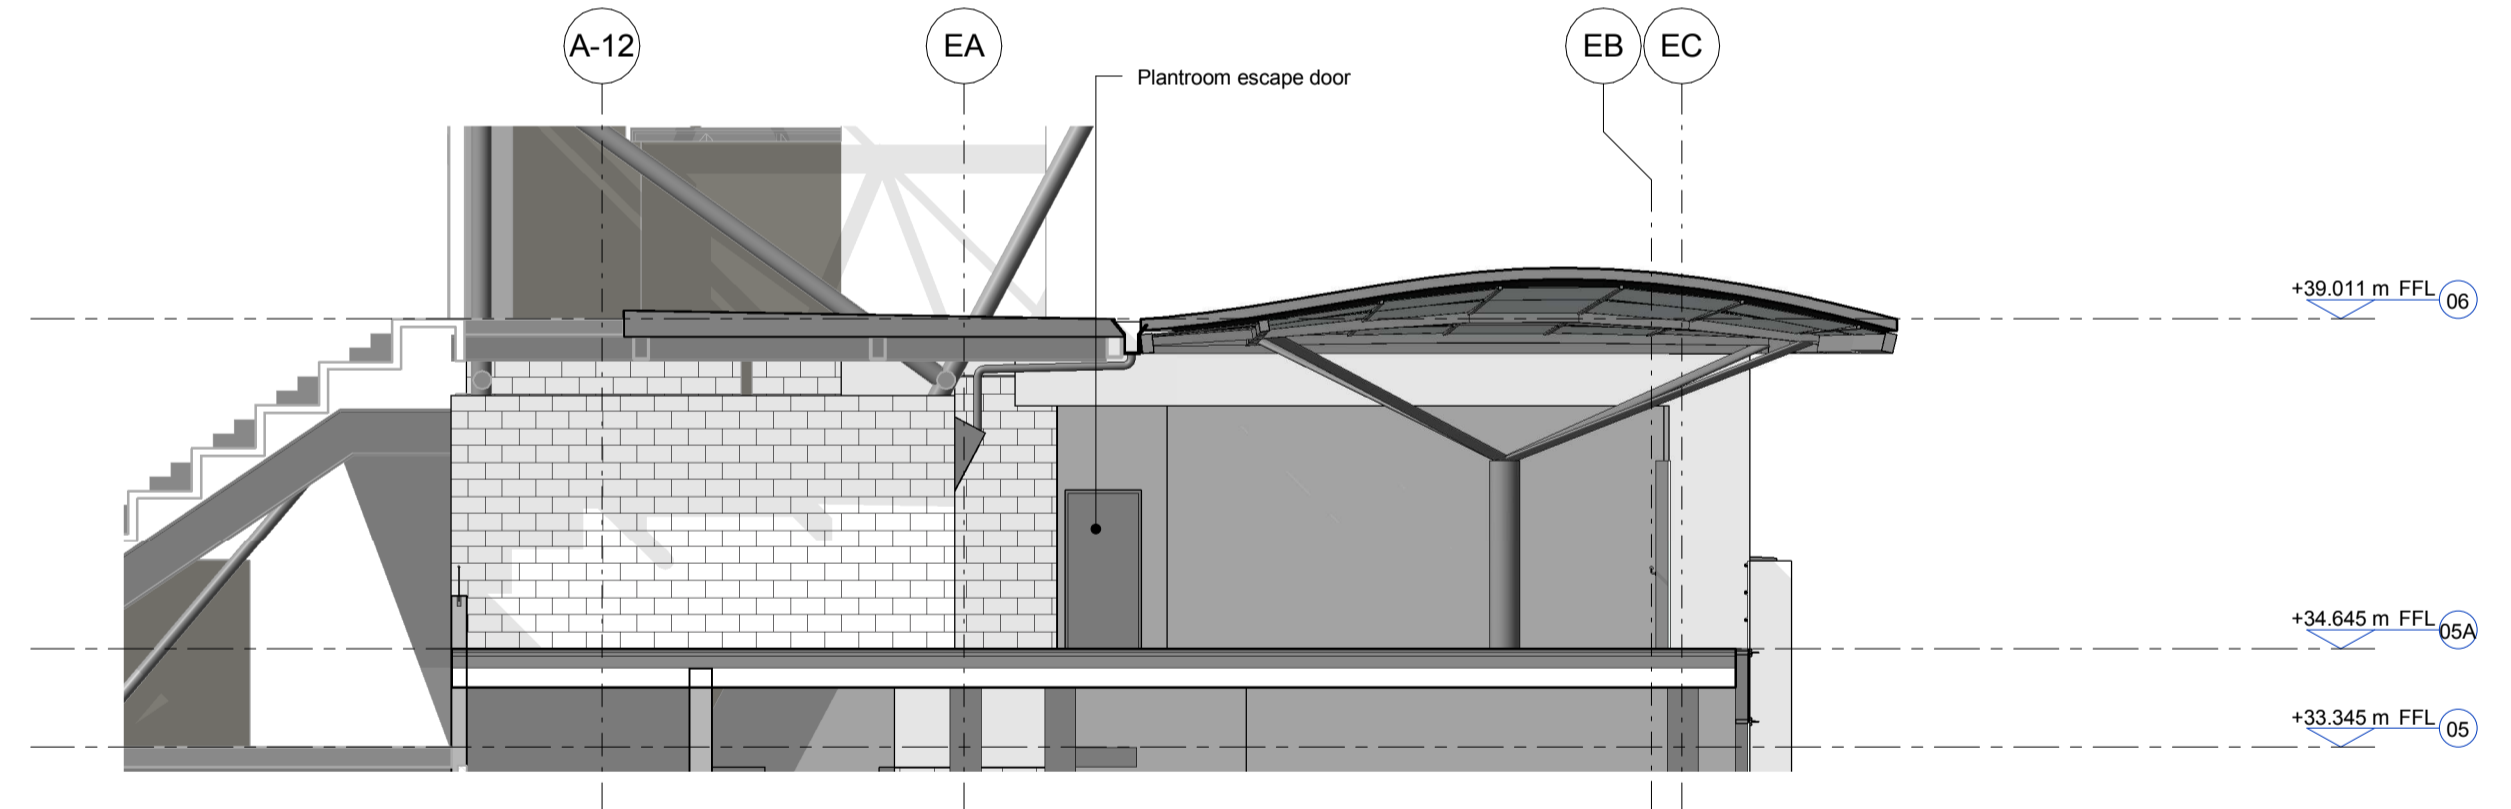 A-12
EA
EB
EC
Plantroom escape door
+39.011 m FFL
06
+34.645 m FFL
05A
+33.345 m FFL
05